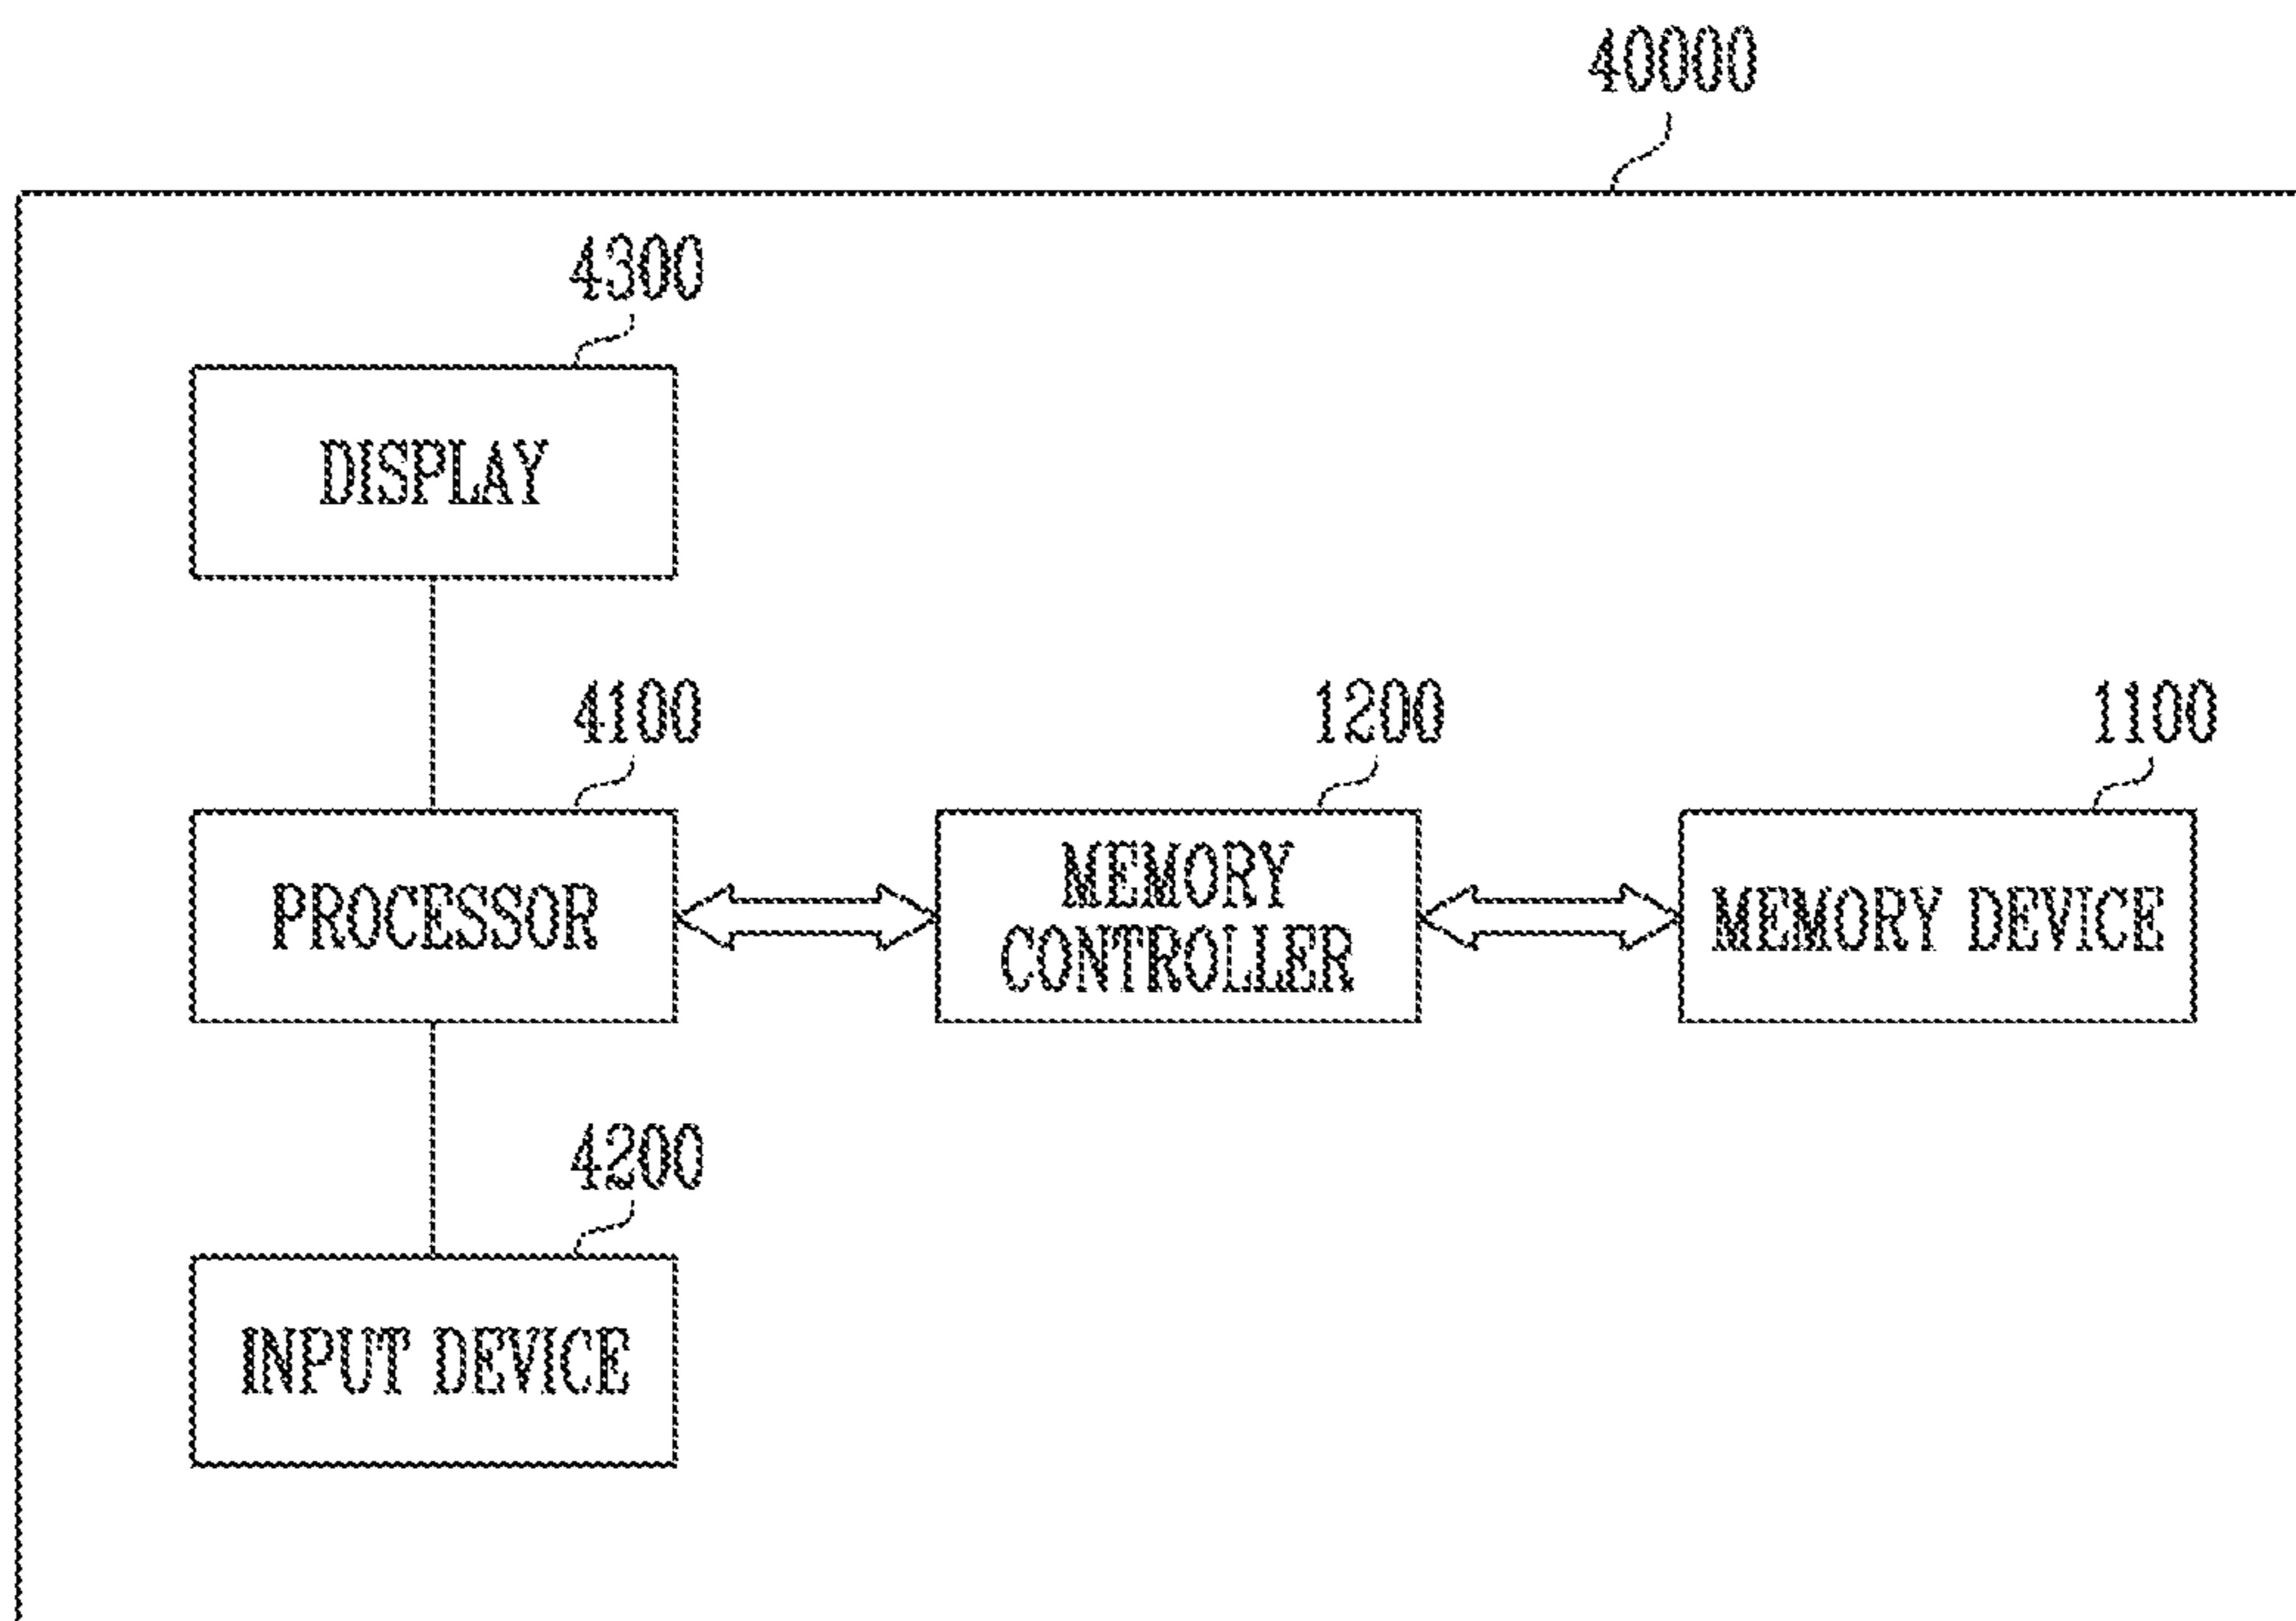 40000
4300
DISPLAY
4100
1200
1100
PROCESSOR
MEMORY
CONTROLLER
MEMORY DEVICE
4200
INPUT DEVICE